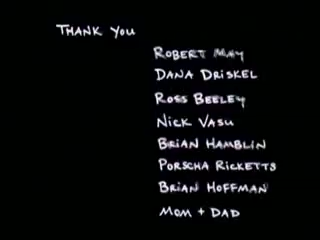 THANK YOU
ROBERT MAY
DANA DRISKEL
ROSS BEELEY
NICK VASU
BRIAN HAMBLIN
PORSCHA RICKETTS
BRIAN HOFFMAN
MOM + DAD